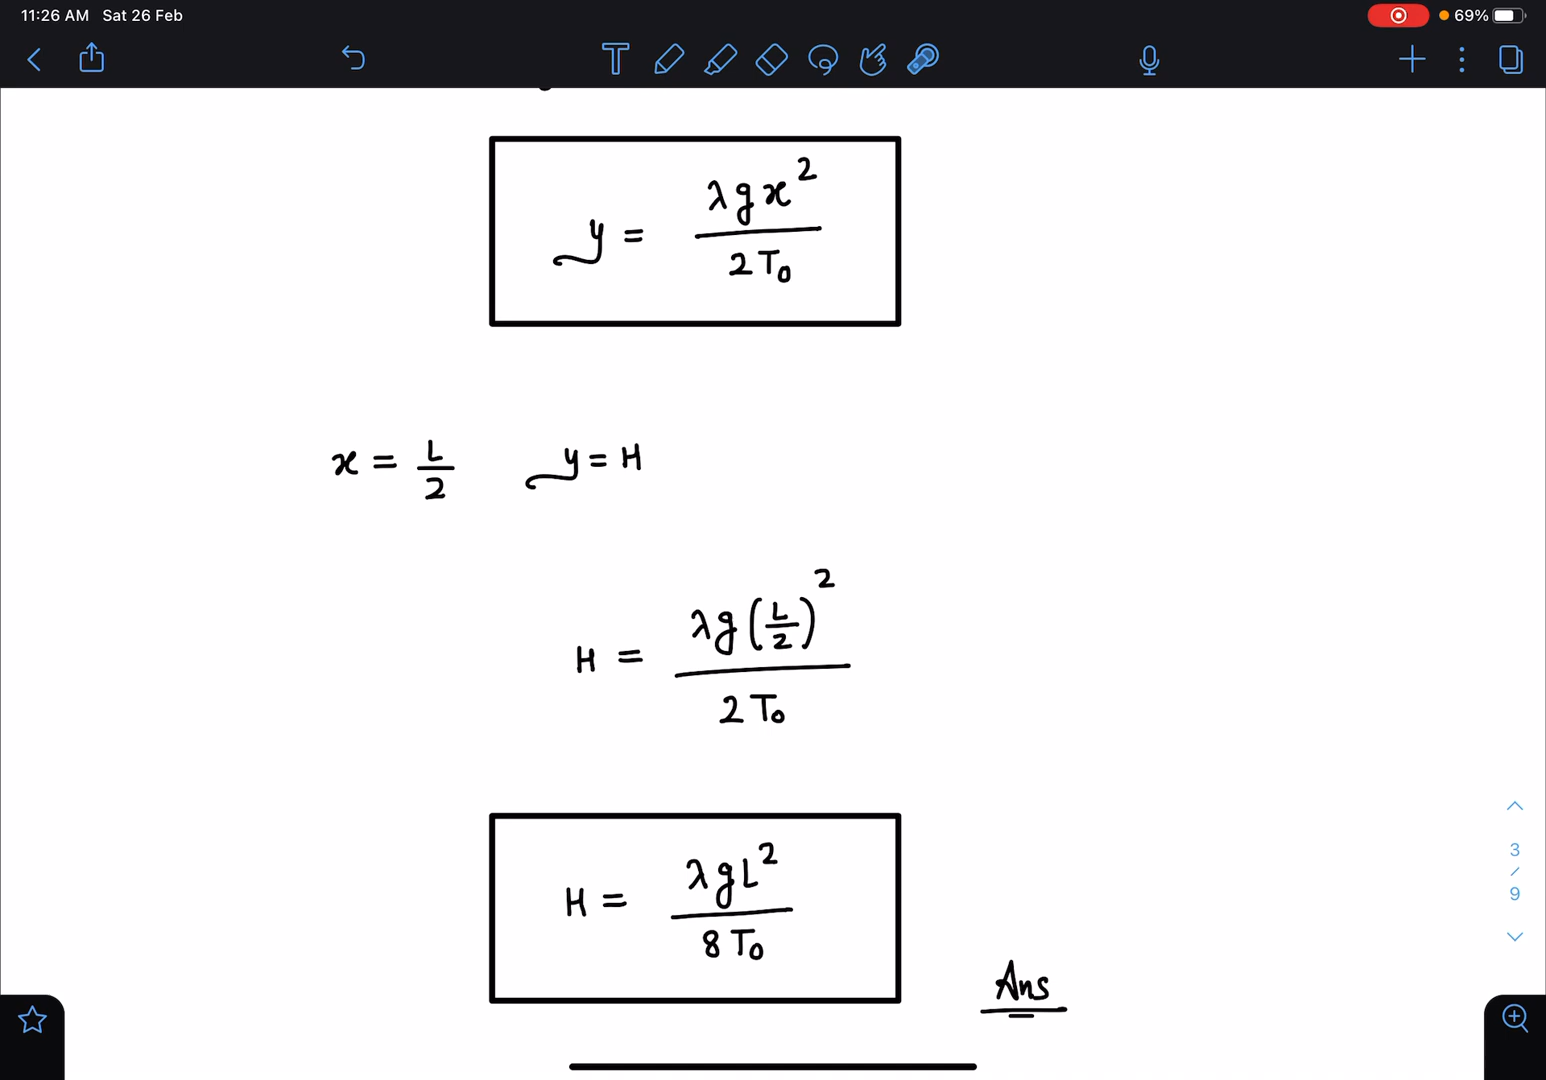 11:26 AM Sat 26 Feb
69%
y = λgx² / 2T₀
x = L/2 y = H
H = λg(L/2)² / 2T₀
H = λgL² / 8T₀
Ans
3
/
9